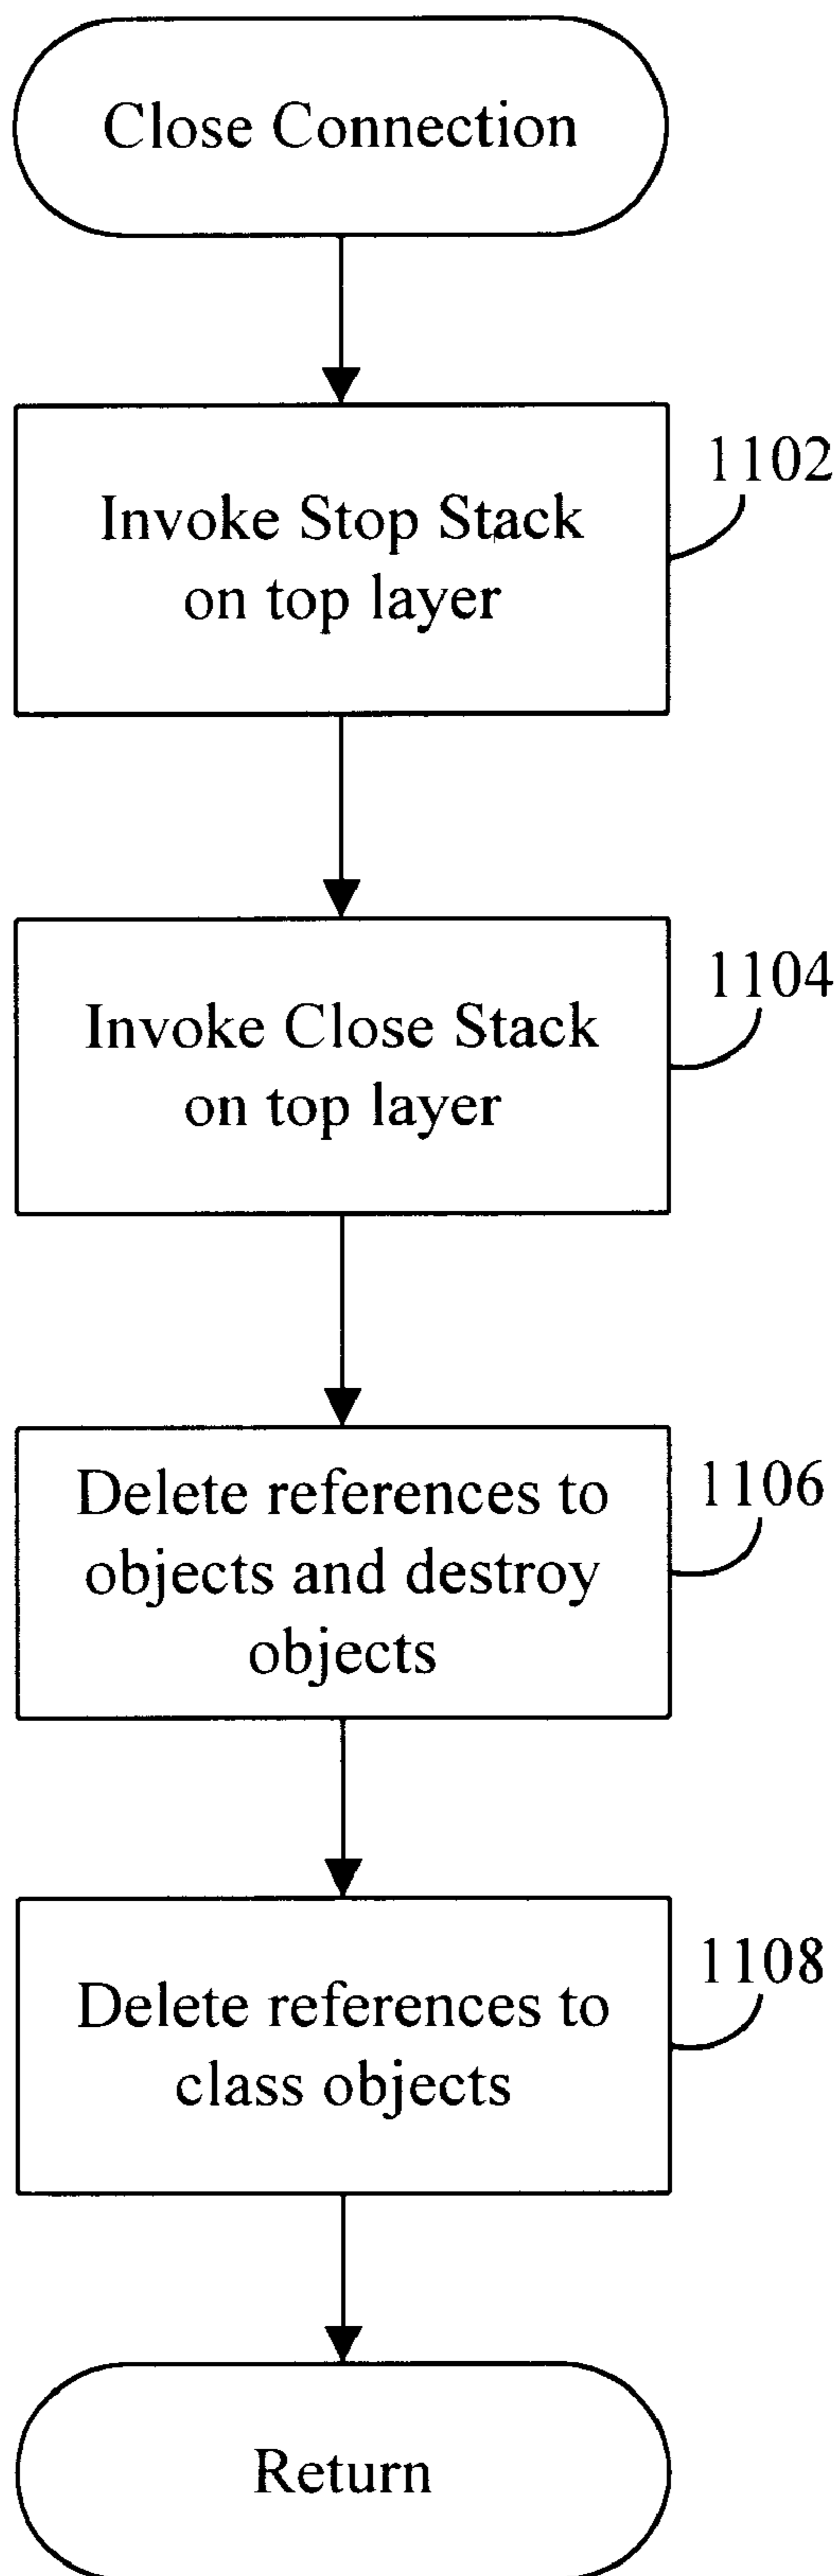 Close Connection
1102
Invoke Stop Stack
on top layer
1104
Invoke Close Stack
on top layer
1106
Delete references to
objects and destroy
objects
1108
Delete references to
class objects
Return